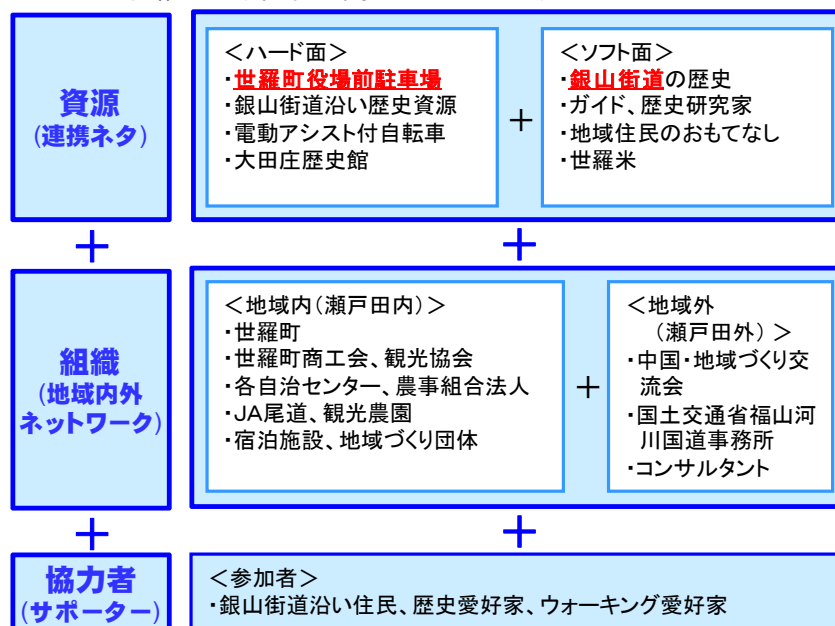 資源
(連携ネタ)
＜ハード面＞
・世羅町役場前駐車場
・銀山街道沿い歴史資源
・電動アシスト付自転車
・大田庄歴史館
＋
＜ソフト面＞
・銀山街道の歴史
・ガイド、歴史研究家
・地域住民のおもてなし
・世羅米
＋
＋
組織
(地域内外
ネットワーク)
＜地域内（瀬戸田内）＞
・世羅町
・世羅町商工会、観光協会
・各自治センター、農事組合法人
・JA尾道、観光農園
・宿泊施設、地域づくり団体
＋
＜地域外
（瀬戸田外）＞
・中国・地域づくり交
流会
・国土交通省福山河
川国道事務所
・コンサルタント
＋
＋
協力者
(サポーター)
＜参加者＞
・銀山街道沿い住民、歴史愛好家、ウォーキング愛好家